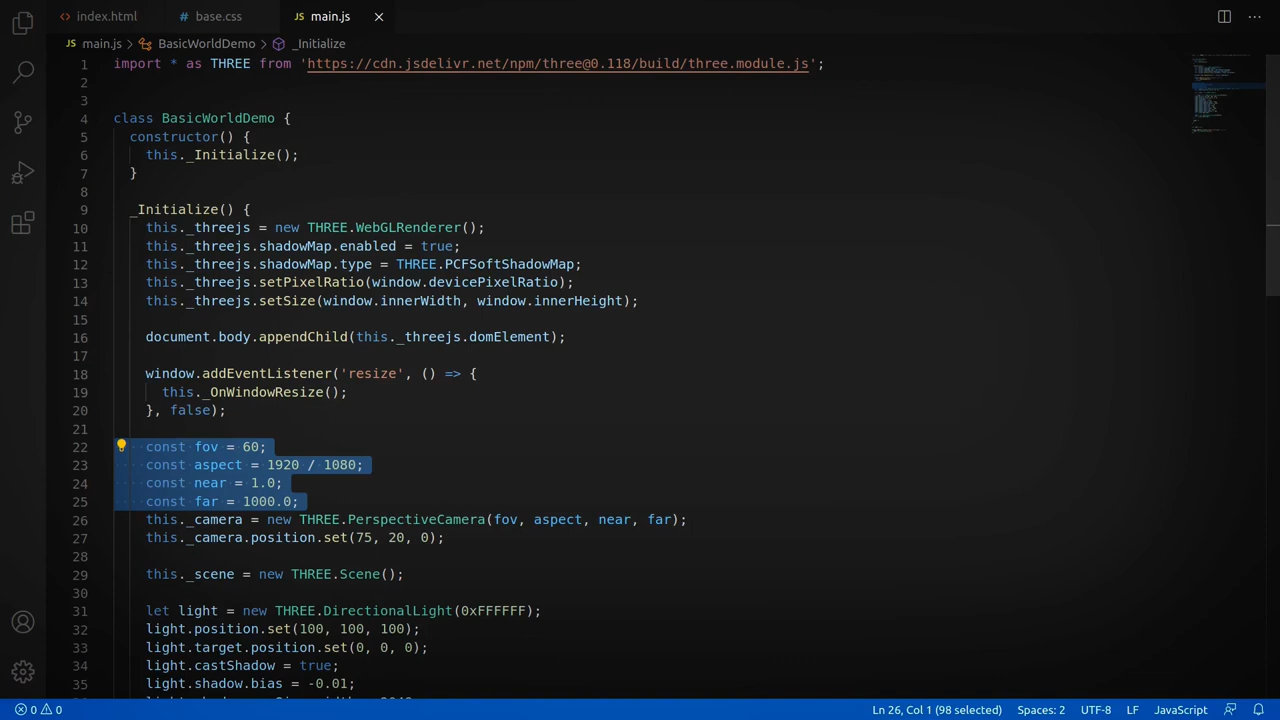 index.html
base.css
main.js
main.js > BasicWorldDemo > _Initialize
1 import * as THREE from 'https://cdn.jsdelivr.net/npm/three@0.118/build/three.module.js';
2
3
4 class BasicWorldDemo {
5   constructor() {
6     this._Initialize();
7   }
8
9   _Initialize() {
10     this._threejs = new THREE.WebGLRenderer();
11     this._threejs.shadowMap.enabled = true;
12     this._threejs.shadowMap.type = THREE.PCFSoftShadowMap;
13     this._threejs.setPixelRatio(window.devicePixelRatio);
14     this._threejs.setSize(window.innerWidth, window.innerHeight);
15
16     document.body.appendChild(this._threejs.domElement);
17
18     window.addEventListener('resize', () => {
19       this._OnWindowResize();
20     }, false);
21
22     const fov = 60;
23     const aspect = 1920 / 1080;
24     const near = 1.0;
25     const far = 1000.0;
26     this._camera = new THREE.PerspectiveCamera(fov, aspect, near, far);
27     this._camera.position.set(75, 20, 0);
28
29     this._scene = new THREE.Scene();
30
31     let light = new THREE.DirectionalLight(0xFFFFFF);
32     light.position.set(100, 100, 100);
33     light.target.position.set(0, 0, 0);
34     light.castShadow = true;
35     light.shadow.bias = -0.01;
0 0 Ln 26, Col 1 (98 selected) Spaces: 2 UTF-8 LF JavaScript